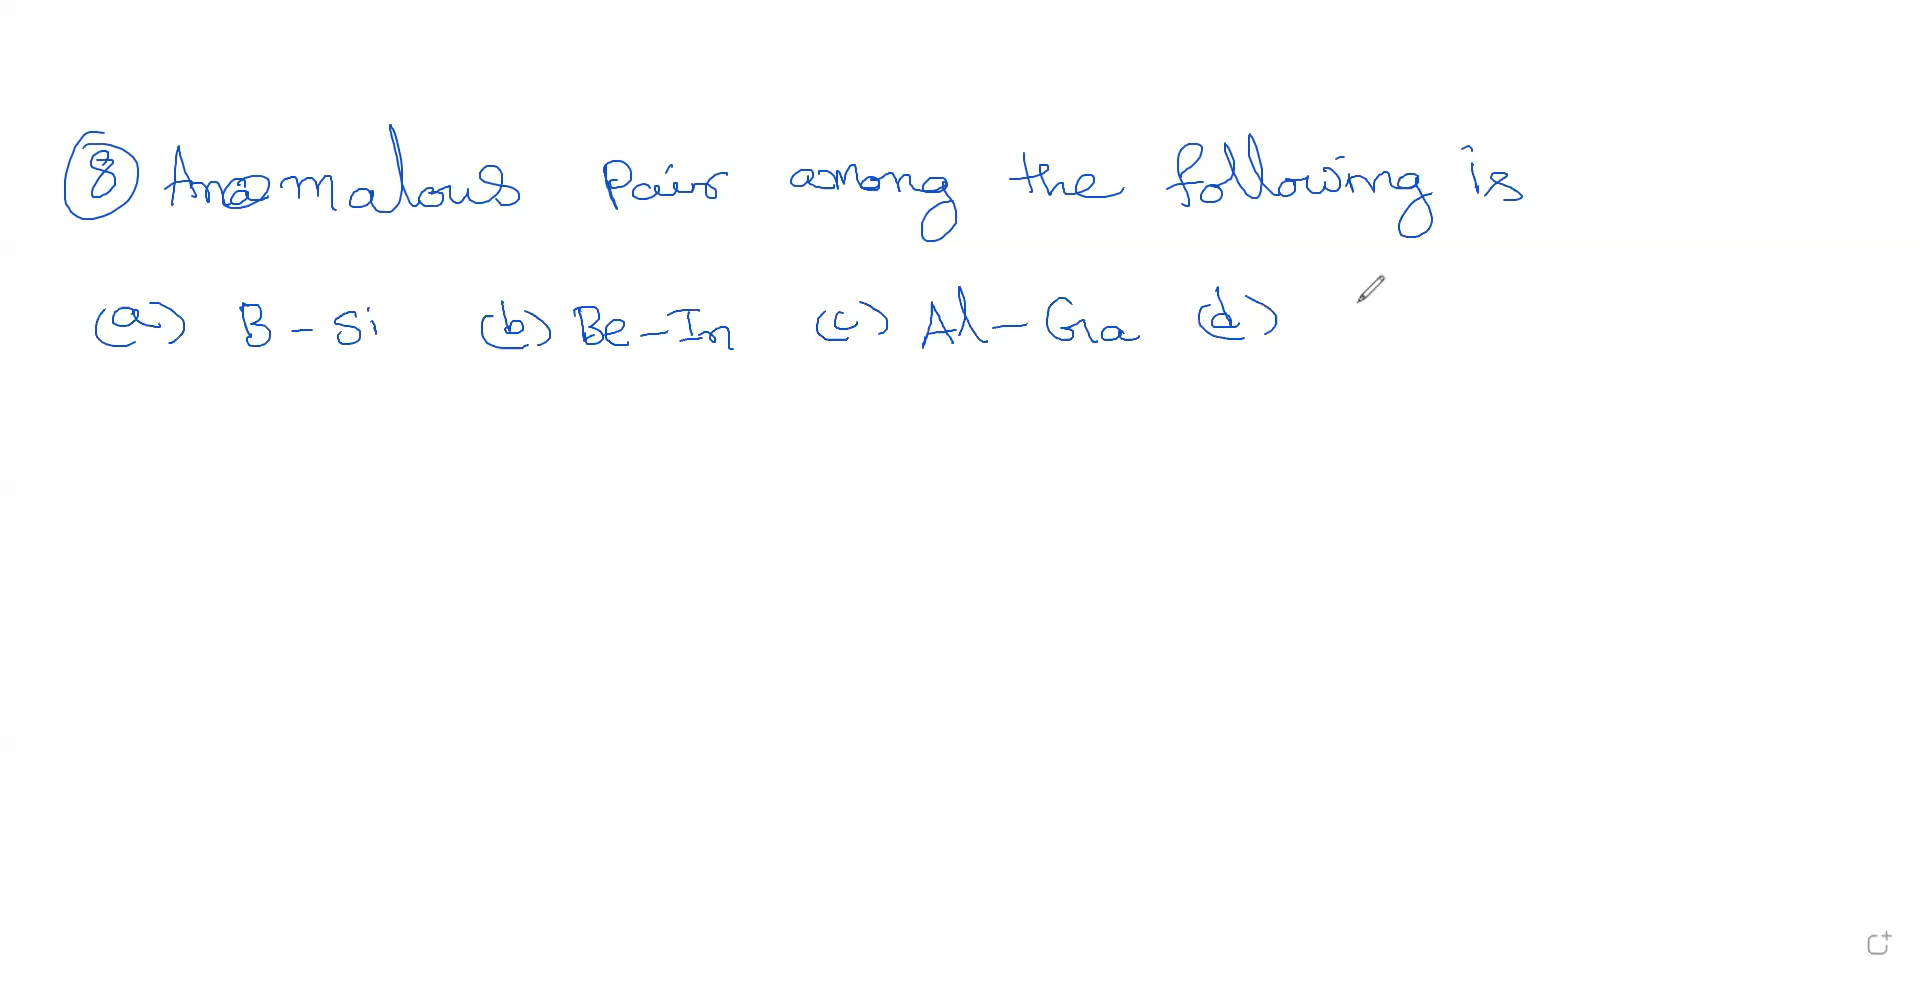 ⑧ Anomalous Pair among the following is
(a) B - Si (b) Be - In (c) Al - Ga (d)